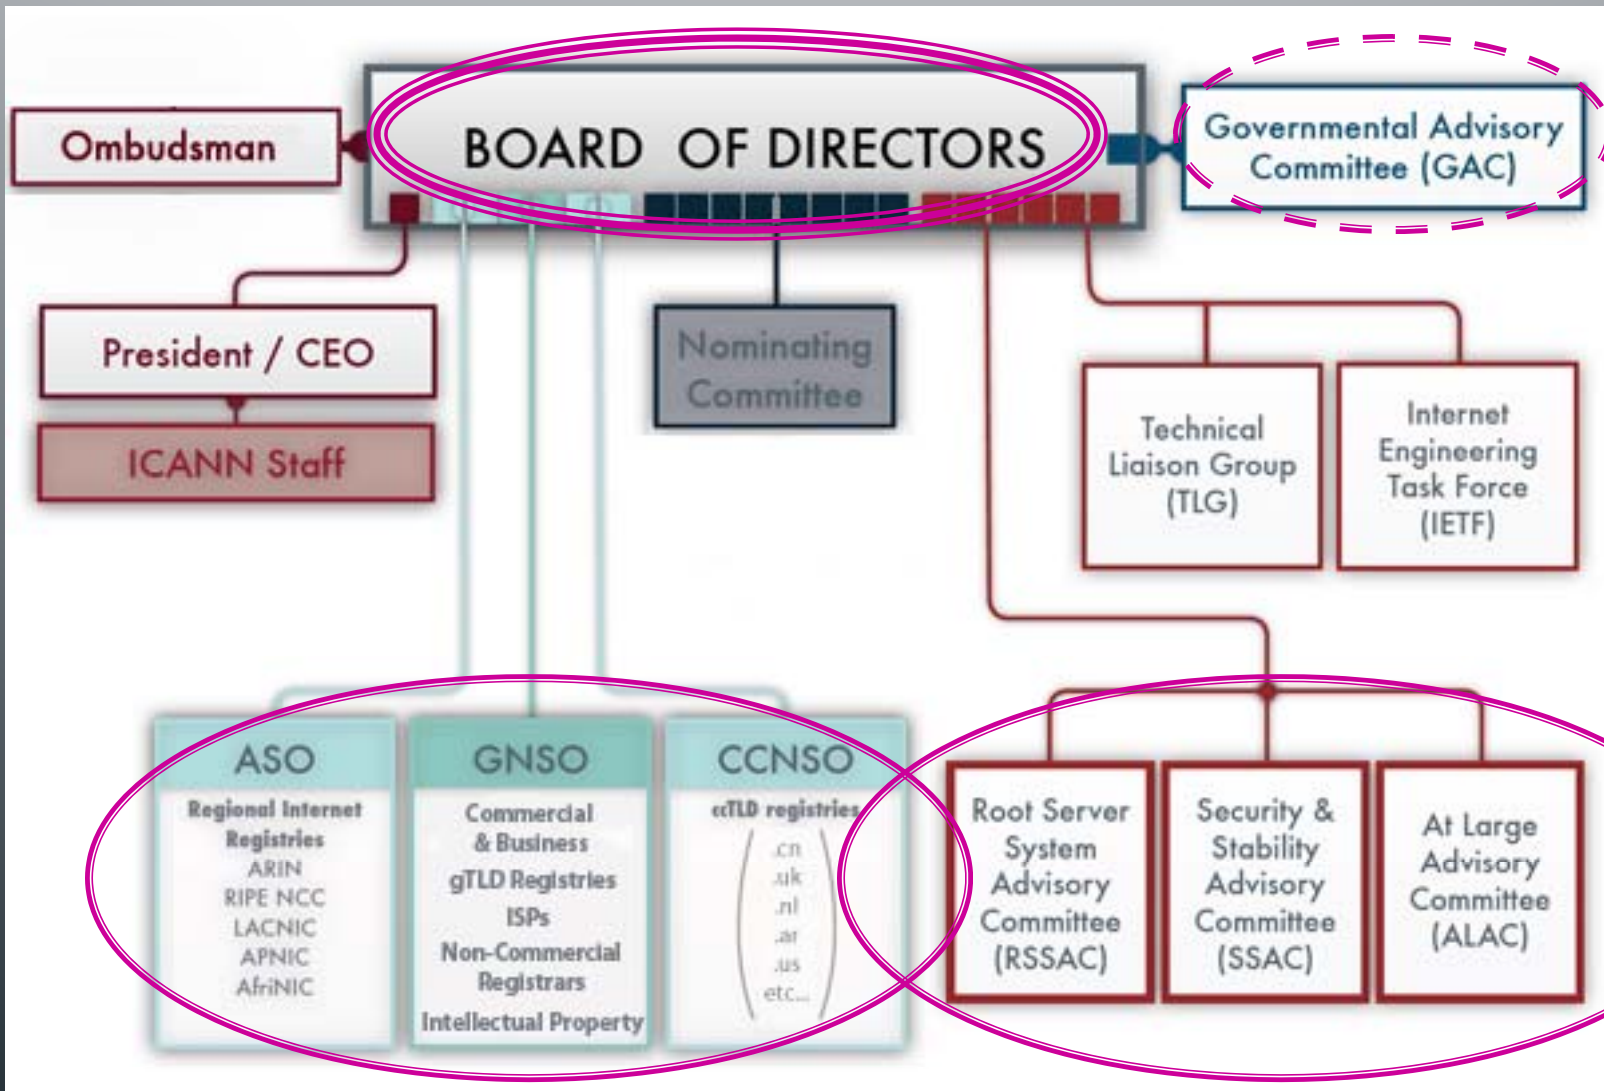 BOARD OF DIRECTORS
Ombudsman
Governmental Advisory
Committee (GAC)
President / CEO
ICANN Staff
Nominating
Committee
Technical
Liaison Group
(TLG)
Internet
Engineering
Task Force
(IETF)
ASO
Regional Internet
Registries
ARIN
RIPE NCC
LACNIC
APNIC
AfriNIC
GNSO
Commercial
& Business
gTLD Registries
ISPs
Non-Commercial
Registrars
Intellectual Property
CCNSO
ccTLD registries
.cn
.uk
.nl
.ar
.us
etc...
Root Server
System
Advisory
Committee
(RSSAC)
Security &
Stability
Advisory
Committee
(SSAC)
At Large
Advisory
Committee
(ALAC)